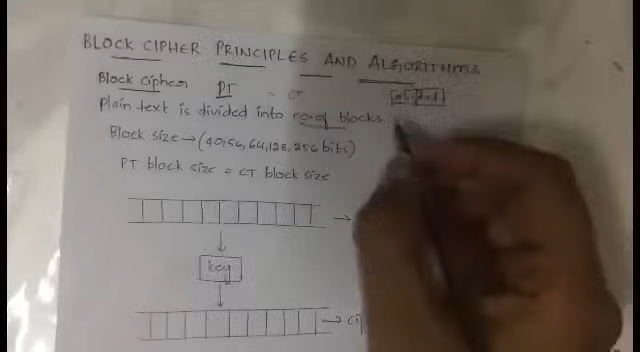 BLOCK CIPHER PRINCIPLES AND ALGORITHMS
Block cipher PT = CT
Plain text is divided into no.of blocks
Block size → (40,56,64,128,256 bits)
PT block size = CT block size
→
↓
key
↓
→ cip